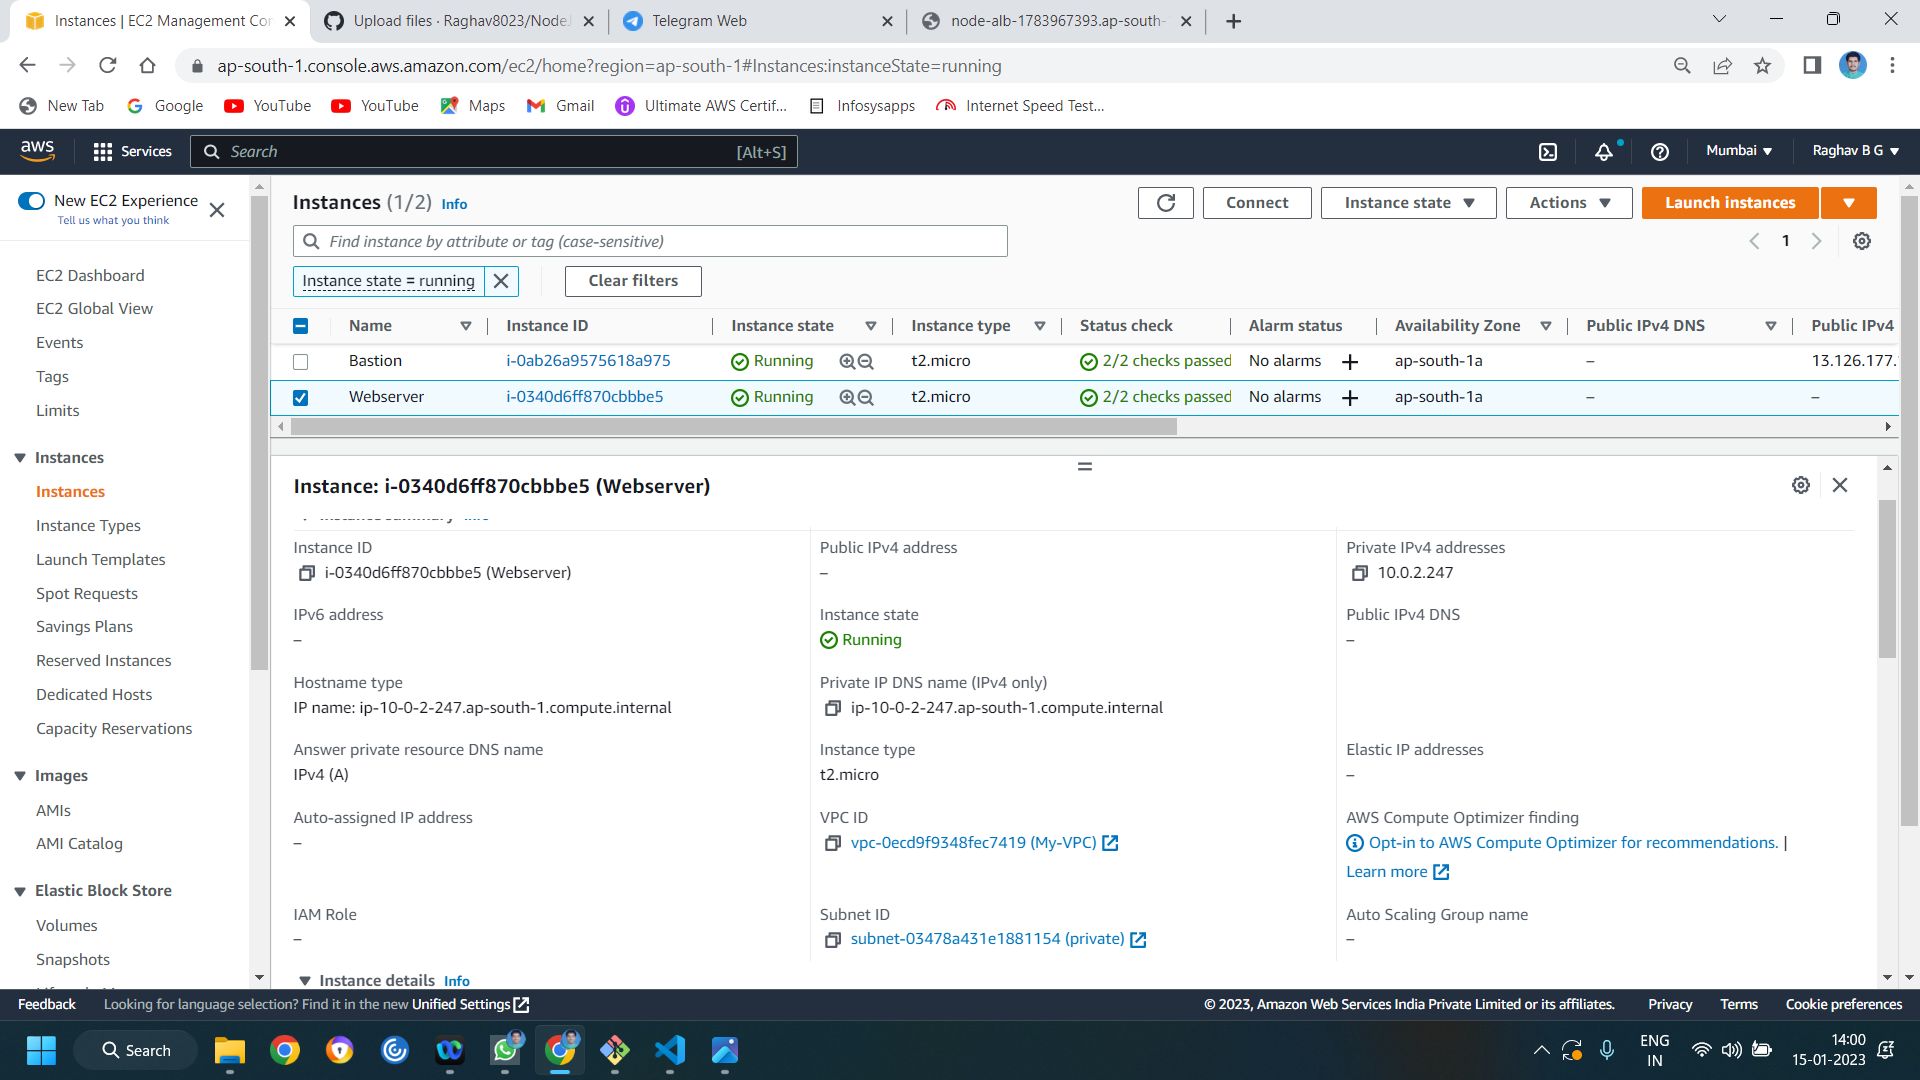 Instances | EC2 Management Con
Upload files · Raghav8023/NodeJ
Telegram Web
node-alb-1783967393.ap-south-
ap-south-1.console.aws.amazon.com/ec2/home?region=ap-south-1#Instances:instanceState=running
New Tab
Google
YouTube
YouTube
Maps
Gmail
Ultimate AWS Certif...
Infosysapps
Internet Speed Test...
aws
Services
Search
[Alt+S]
Mumbai
Raghav B G
New EC2 Experience
Tell us what you think
EC2 Dashboard
EC2 Global View
Events
Tags
Limits
Instances
Instances
Instance Types
Launch Templates
Spot Requests
Savings Plans
Reserved Instances
Dedicated Hosts
Capacity Reservations
Images
AMIs
AMI Catalog
Elastic Block Store
Volumes
Snapshots
Instances (1/2) Info
Connect
Instance state
Actions
Launch instances
Find instance by attribute or tag (case-sensitive)
1
Instance state = running
Clear filters
Name Instance ID Instance state Instance type Status check Alarm status Availability Zone Public IPv4 DNS Public IPv4
Bastion i-0ab26a9575618a975 Running t2.micro 2/2 checks passed No alarms + ap-south-1a – 13.126.177.
Webserver i-0340d6ff870cbbbe5 Running t2.micro 2/2 checks passed No alarms + ap-south-1a – –
Instance: i-0340d6ff870cbbbe5 (Webserver)
Instance ID
i-0340d6ff870cbbbe5 (Webserver)
Public IPv4 address
–
Private IPv4 addresses
10.0.2.247
IPv6 address
–
Instance state
Running
Public IPv4 DNS
–
Hostname type
IP name: ip-10-0-2-247.ap-south-1.compute.internal
Private IP DNS name (IPv4 only)
ip-10-0-2-247.ap-south-1.compute.internal
Answer private resource DNS name
IPv4 (A)
Instance type
t2.micro
Elastic IP addresses
–
Auto-assigned IP address
–
VPC ID
vpc-0ecd9f9348fec7419 (My-VPC)
AWS Compute Optimizer finding
Opt-in to AWS Compute Optimizer for recommendations. |
Learn more
IAM Role
–
Subnet ID
subnet-03478a431e1881154 (private)
Auto Scaling Group name
–
Instance details Info
Feedback
Looking for language selection? Find it in the new Unified Settings
© 2023, Amazon Web Services India Private Limited or its affiliates.
Privacy
Terms
Cookie preferences
Search
ENG
IN
14:00
15-01-2023